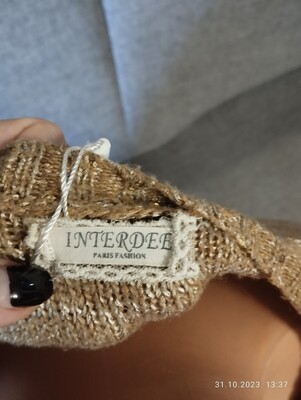 INTERDEE
PARIS FASHION
31.10.2023 13:37